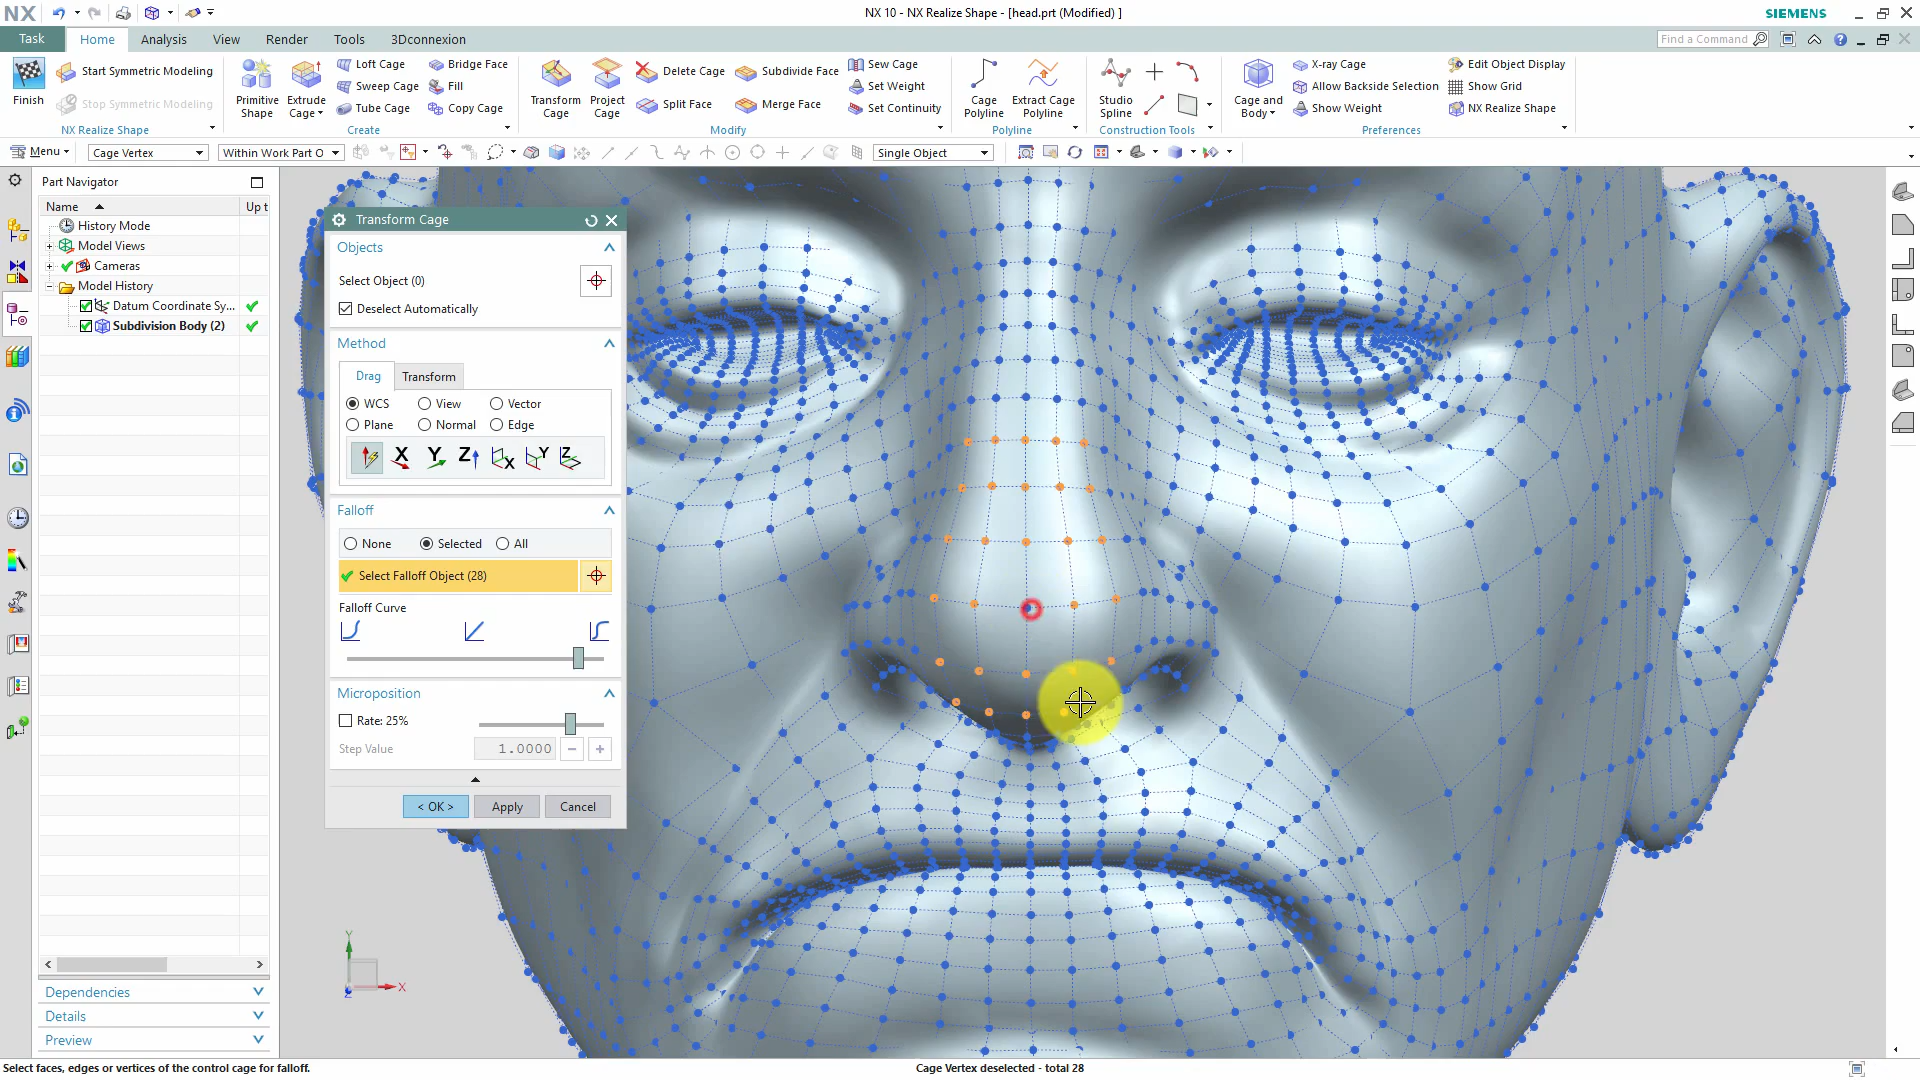 NX
NX 10 - NX Realize Shape - [head.prt (Modified) ]
SIEMENS
Task
Home
Analysis
View
Render
Tools
3Dconnexion
Find a Command
Finish
Start Symmetric Modeling
Stop Symmetric Modeling
NX Realize Shape
Primitive Shape
Extrude Cage
Loft Cage
Sweep Cage
Tube Cage
Bridge Face
Fill
Copy Cage
Create
Transform Cage
Project Cage
Delete Cage
Split Face
Subdivide Face
Merge Face
Sew Cage
Set Weight
Set Continuity
Modify
Cage Polyline
Extract Cage Polyline
Polyline
Studio Spline
Construction Tools
Cage and Body
X-ray Cage
Allow Backside Selection
Show Weight
Edit Object Display
Show Grid
NX Realize Shape
Preferences
Menu
Cage Vertex
Within Work Part O
Single Object
Part Navigator
Name
Up t
History Mode
Model Views
Cameras
Model History
Datum Coordinate Sy...
Subdivision Body (2)
Dependencies
Details
Preview
Transform Cage
Objects
Select Object (0)
Deselect Automatically
Method
Drag
Transform
WCS
View
Vector
Plane
Normal
Edge
X
Y
Z
X
Y
Z
Falloff
None
Selected
All
Select Falloff Object (28)
Falloff Curve
Microposition
Rate: 25%
Step Value
1.0000
< OK >
Apply
Cancel
Y
X
Z
Select faces, edges or vertices of the control cage for falloff.
Cage Vertex deselected - total 28